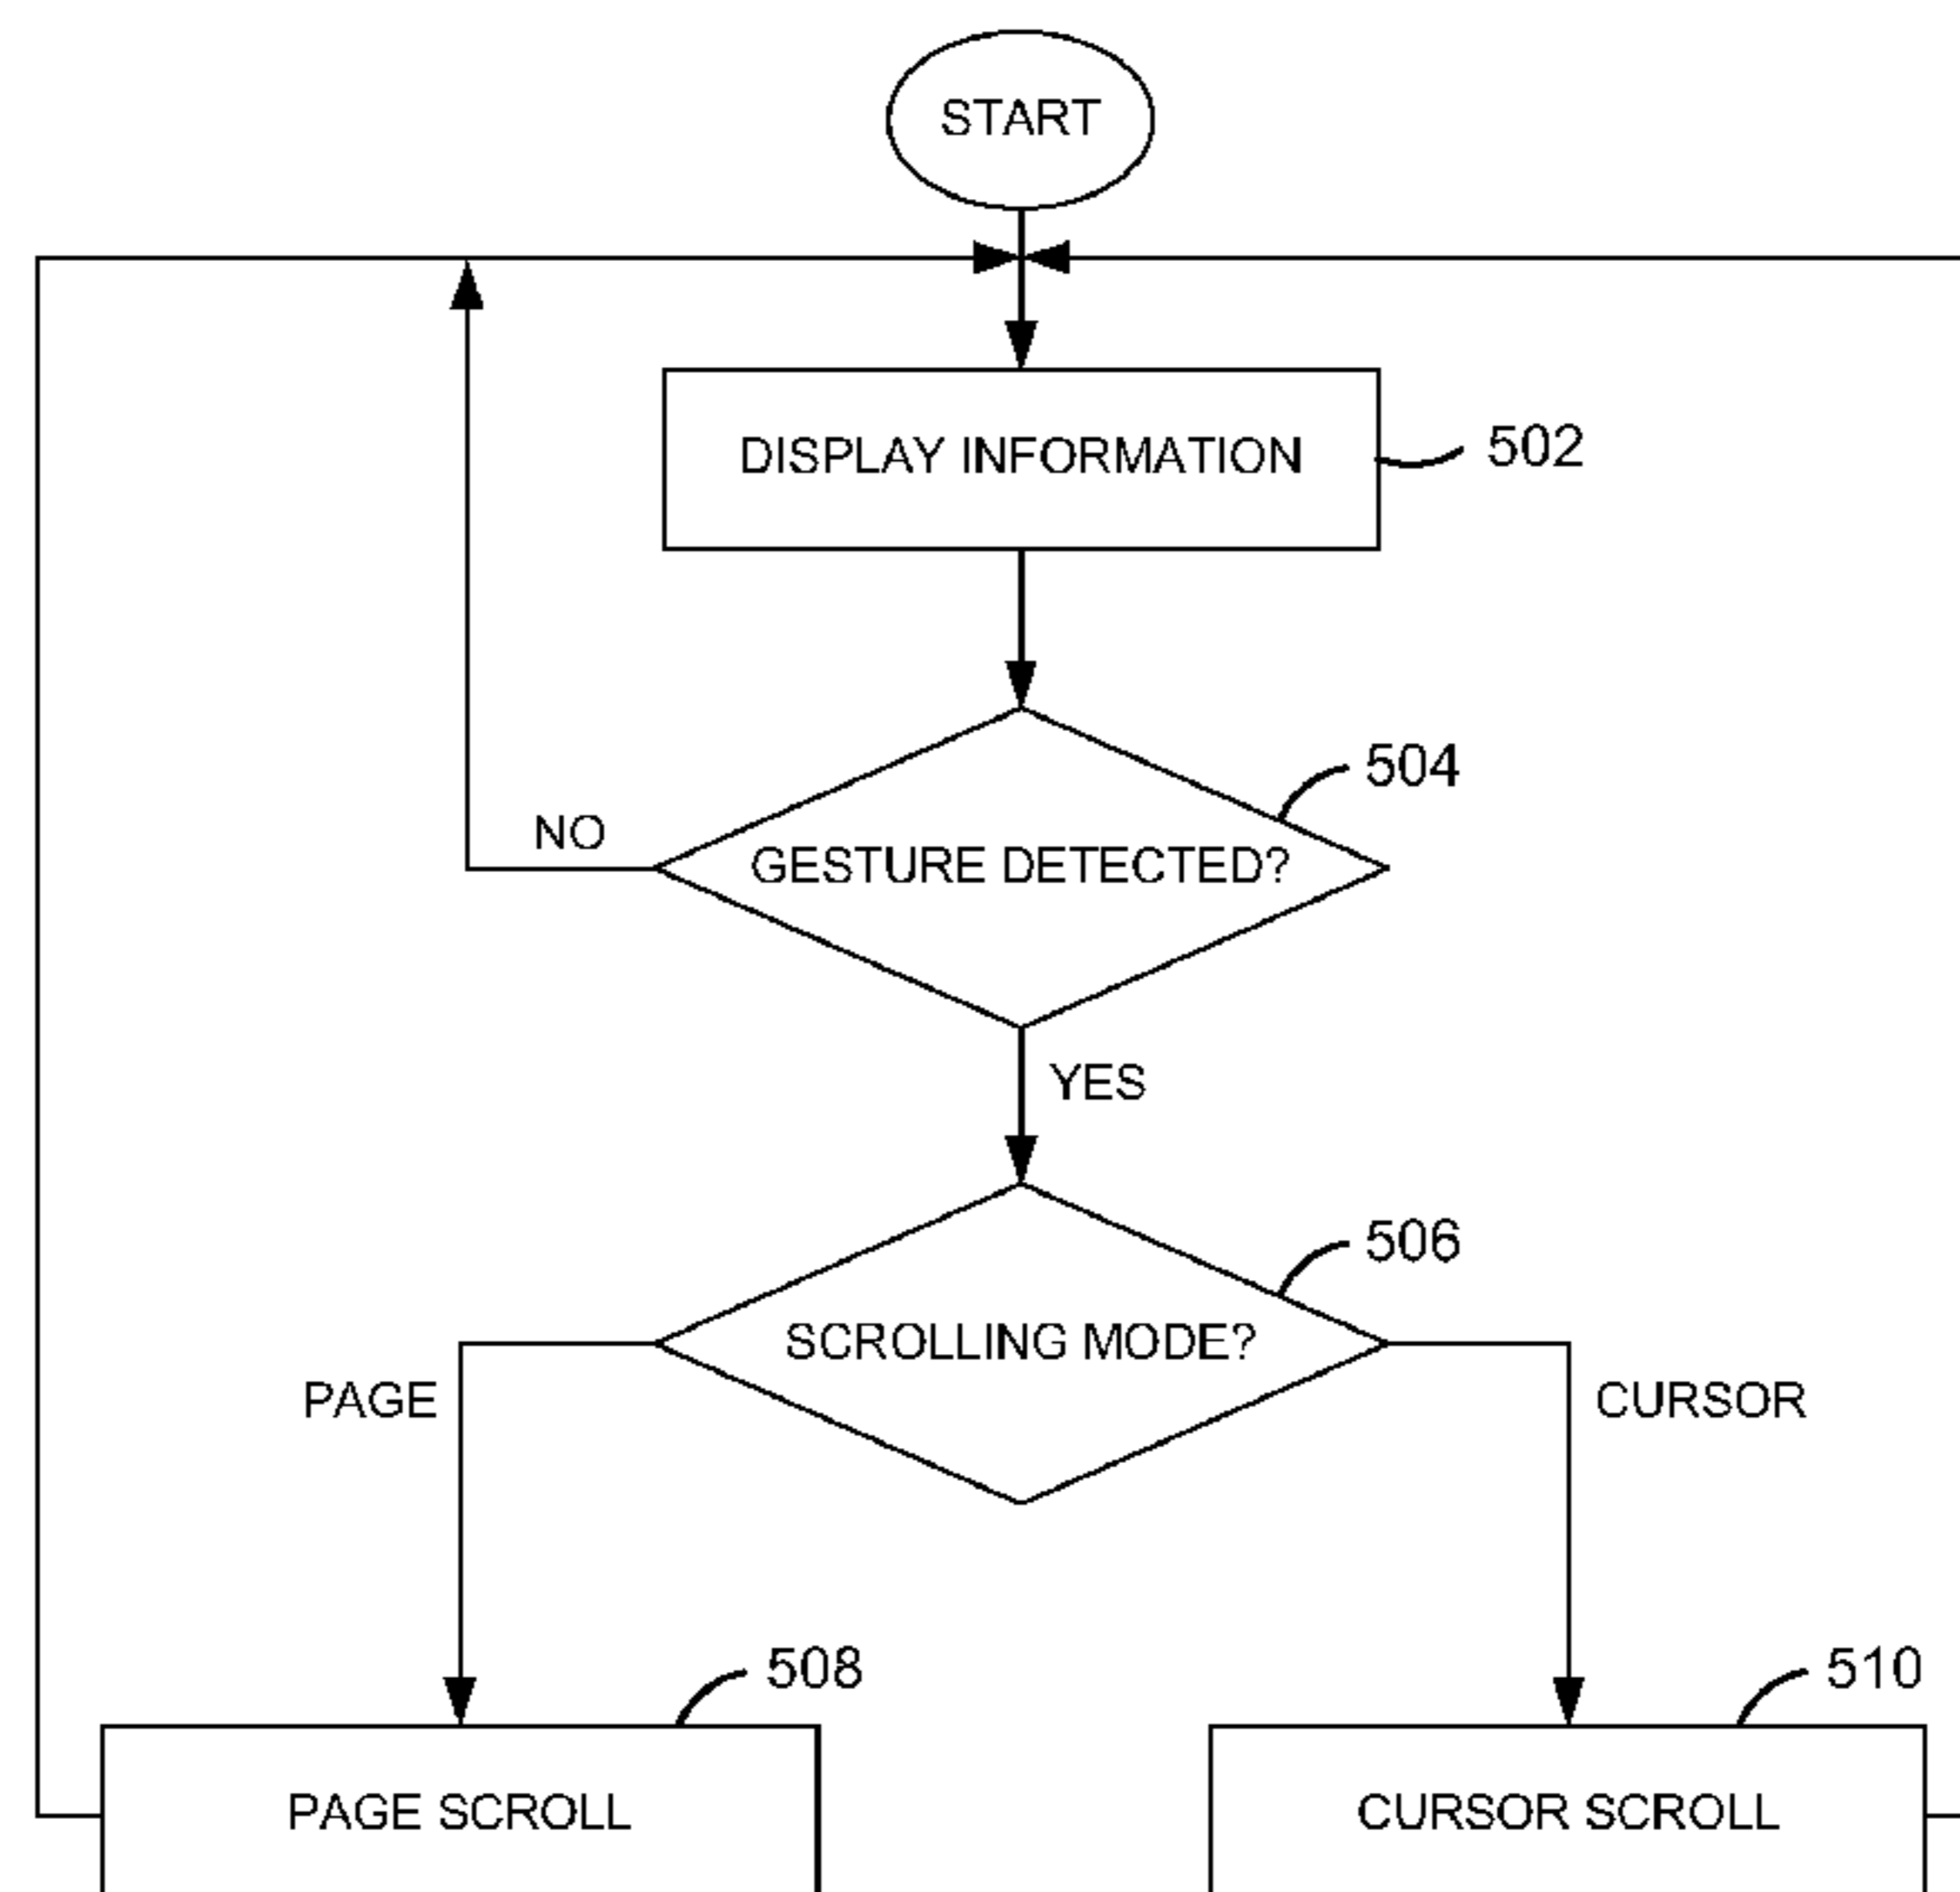 START
DISPLAY INFORMATION
502
504
NO
GESTURE DETECTED?
YES
506
SCROLLING MODE?
PAGE
CURSOR
508
510
PAGE SCROLL
CURSOR SCROLL